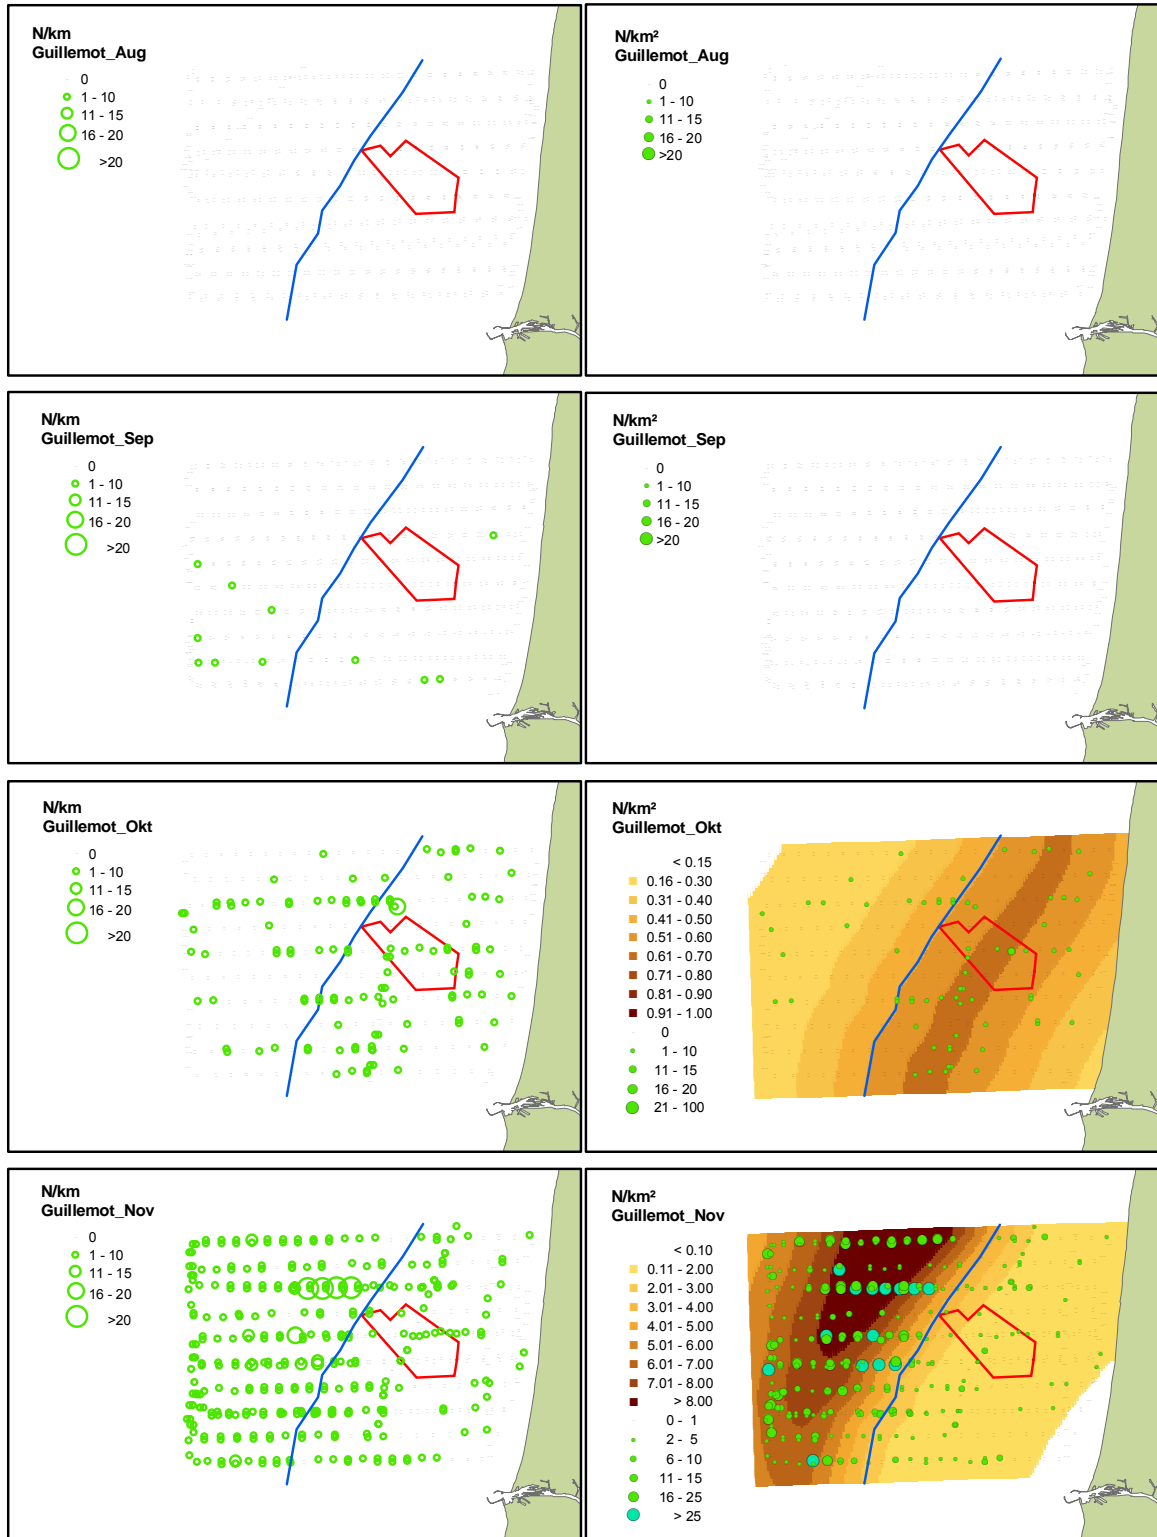 N/km
Guillemot_Aug
0
1 - 10
11 - 15
16 - 20
>20
N/km²
Guillemot_Aug
0
1 - 10
11 - 15
16 - 20
>20
N/km
Guillemot_Sep
0
1 - 10
11 - 15
16 - 20
>20
N/km²
Guillemot_Sep
0
1 - 10
11 - 15
16 - 20
>20
N/km
Guillemot_Okt
0
1 - 10
11 - 15
16 - 20
>20
N/km²
Guillemot_Okt
< 0.15
0.16 - 0.30
0.31 - 0.40
0.41 - 0.50
0.51 - 0.60
0.61 - 0.70
0.71 - 0.80
0.81 - 0.90
0.91 - 1.00
0
1 - 10
11 - 15
16 - 20
21 - 100
N/km
Guillemot_Nov
0
1 - 10
11 - 15
16 - 20
>20
N/km²
Guillemot_Nov
< 0.10
0.11 - 2.00
2.01 - 3.00
3.01 - 4.00
4.01 - 5.00
5.01 - 6.00
6.01 - 7.00
7.01 - 8.00
> 8.00
0 - 1
2 - 5
6 - 10
11 - 15
16 - 25
> 25